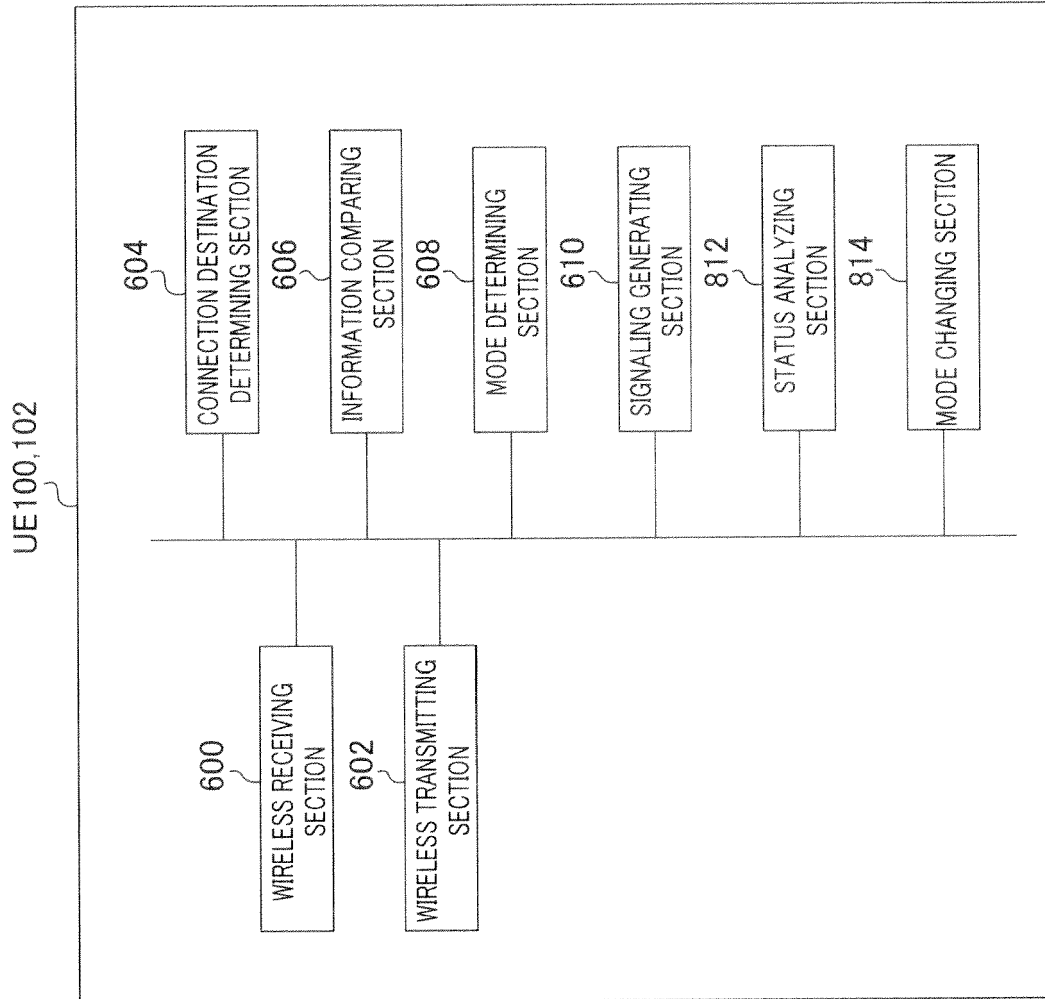 UE100,102
600
WIRELESS RECEIVING
SECTION
602
WIRELESS TRANSMITTING
SECTION
604
CONNECTION DESTINATION
DETERMINING SECTION
606
INFORMATION COMPARING
SECTION
608
MODE DETERMINING
SECTION
610
SIGNALING GENERATING
SECTION
812
STATUS ANALYZING
SECTION
814
MODE CHANGING SECTION